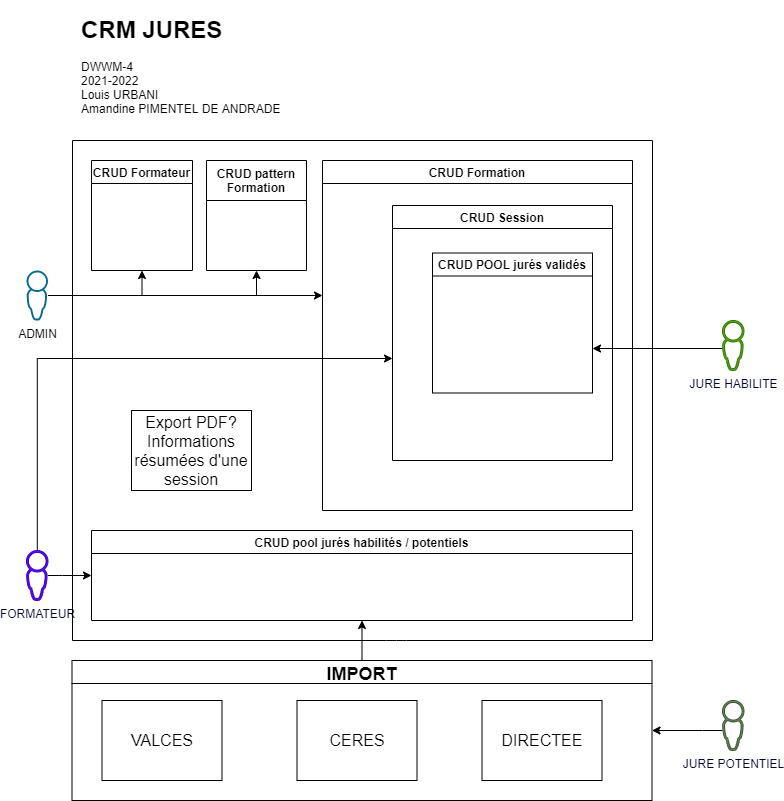 CRM JURES
DWWM-4
2021-2022
Louis URBANI
Amandine PIMENTEL DE ANDRADE
CRUD Formateur
CRUD pattern
Formation
CRUD Formation
CRUD Session
CRUD POOL jurés validés
ADMIN
JURE HABILITE
Export PDF?
Informations
résumées d'une
session
CRUD pool jurés habilités / potentiels
FORMATEUR
IMPORT
VALCES
CERES
DIRECTEE
JURE POTENTIEL